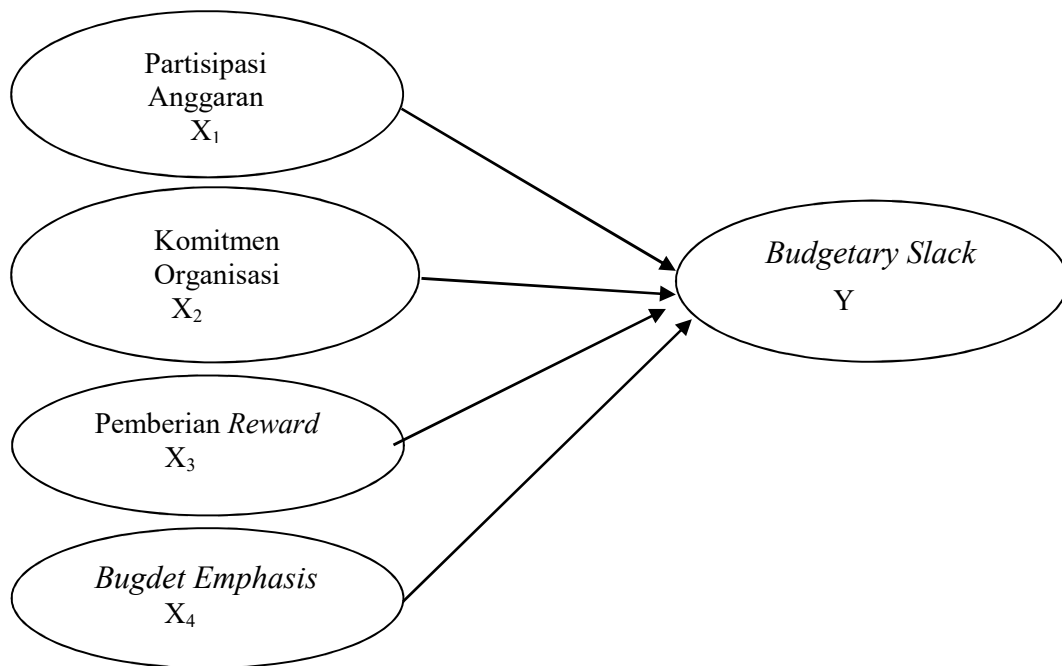 Partisipasi
Anggaran
X₁
Komitmen
Organisasi
X₂
Pemberian Reward
X₃
Bugdet Emphasis
X₄
Budgetary Slack
Y